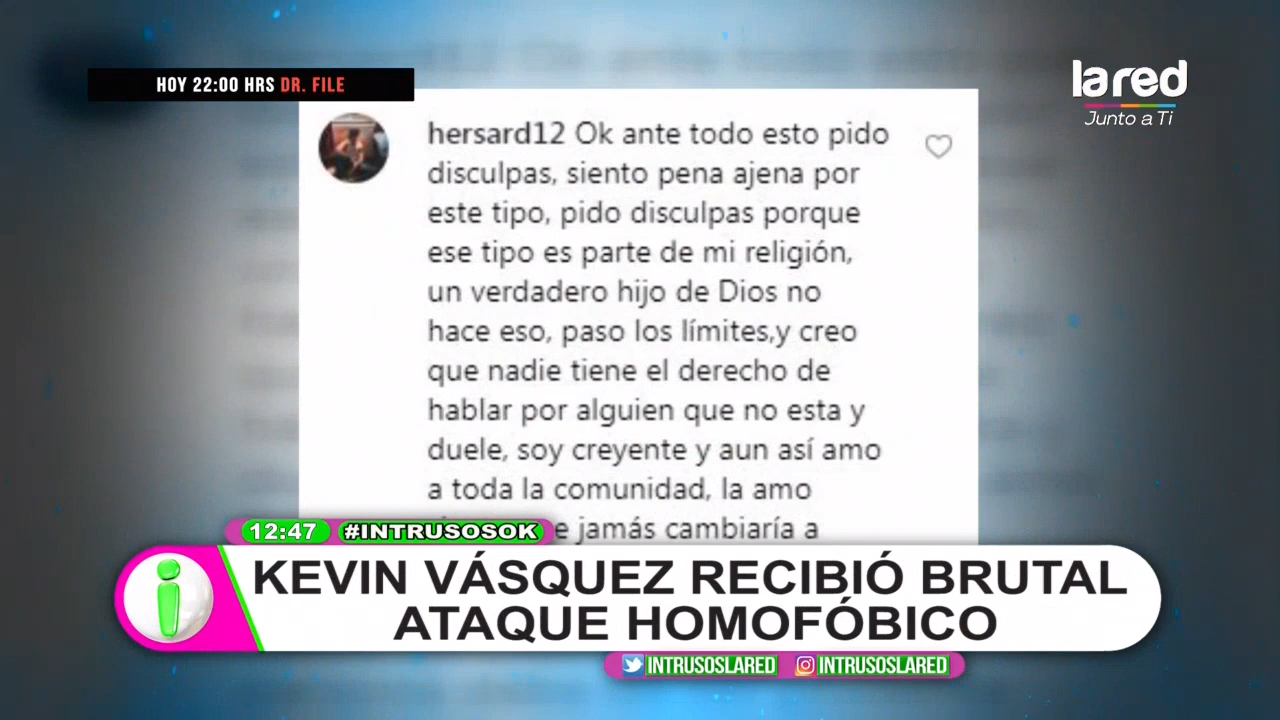 HOY 22:00 HRS DR. FILE
la red
Junto a Ti
hersard12 Ok ante todo esto pido
disculpas, siento pena ajena por
este tipo, pido disculpas porque
ese tipo es parte de mi religión,
un verdadero hijo de Dios no
hace eso, paso los límites,y creo
que nadie tiene el derecho de
hablar por alguien que no esta y
duele, soy creyente y aun así amo
a toda la comunidad, la amo
jamás cambiaría a
12:47 #INTRUSOSOK
KEVIN VÁSQUEZ RECIBIÓ BRUTAL
ATAQUE HOMOFÓBICO
INTRUSOSLARED INTRUSOSLARED